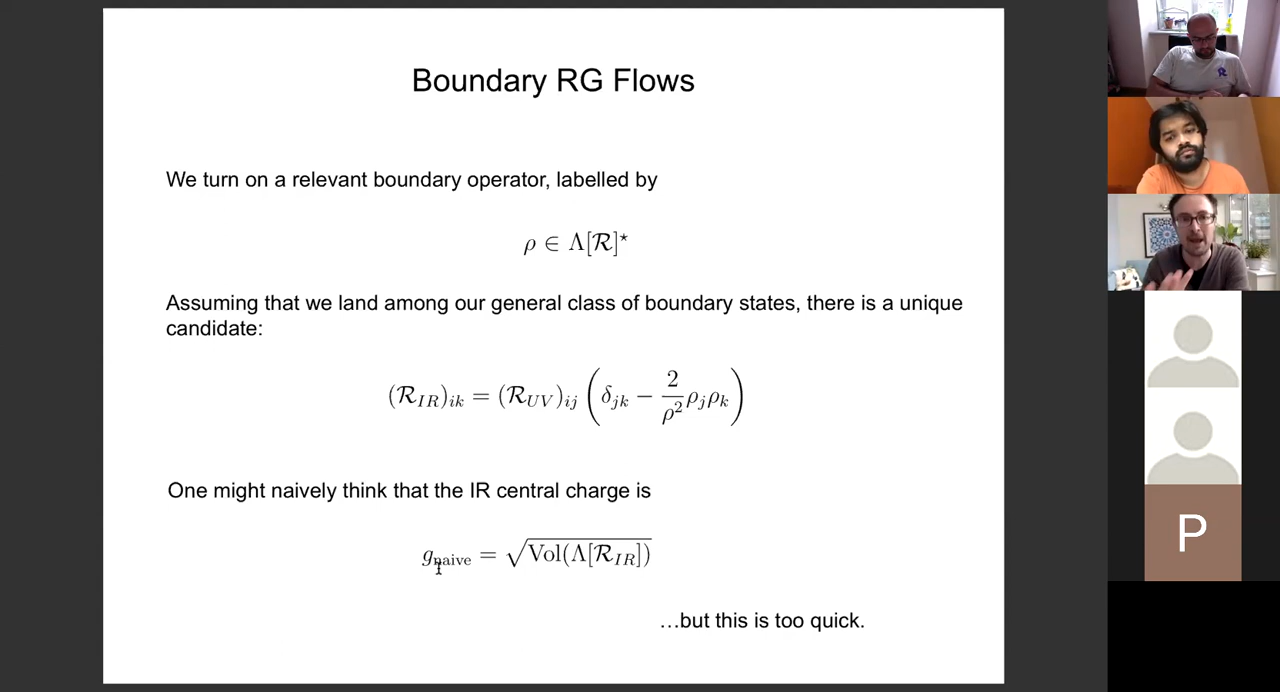 Boundary RG Flows
We turn on a relevant boundary operator, labelled by
ρ ∈ Λ[ℛ]⋆
Assuming that we land among our general class of boundary states, there is a unique
candidate:
(ℛ_IR)_ik = (ℛ_UV)_ij (δ_jk − 2/ρ² ρ_jρ_k)
One might naively think that the IR central charge is
g_naive = √Vol(Λ[ℛ_IR])
…but this is too quick.
P